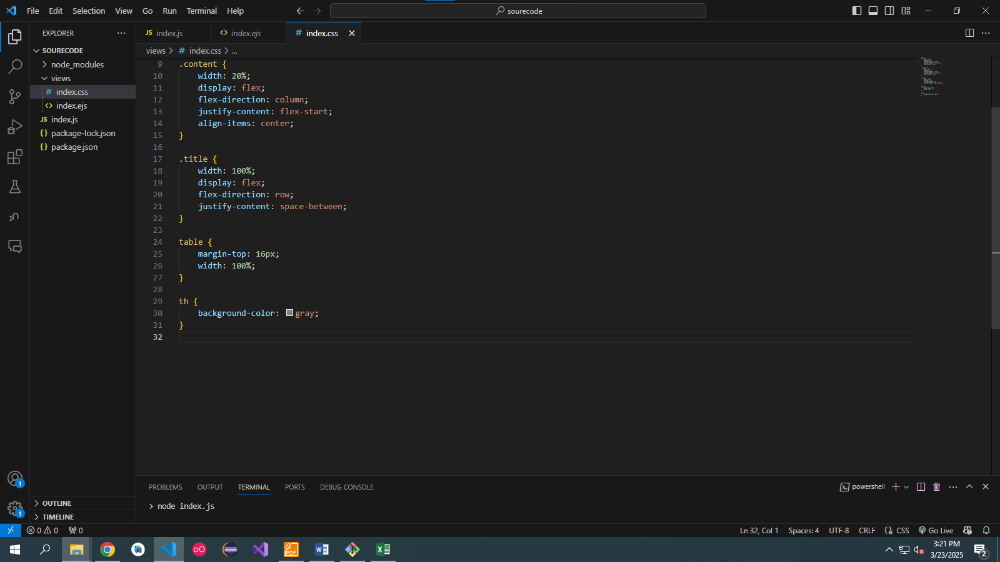 File Edit Selection View Go Run Terminal Help
sourecode
EXPLORER
SOURECODE
node_modules
views
# index.css
<> index.ejs
JS index.js
{} package-lock.json
{} package.json
OUTLINE
TIMELINE
JS index.js <> index.ejs # index.css
views > # index.css > ...
9 .content {
10 width: 20%;
11 display: flex;
12 flex-direction: column;
13 justify-content: flex-start;
14 align-items: center;
15 }
16
17 .title {
18 width: 100%;
19 display: flex;
20 flex-direction: row;
21 justify-content: space-between;
22 }
23
24 table {
25 margin-top: 16px;
26 width: 100%;
27 }
28
29 th {
30 background-color: gray;
31 }
32
PROBLEMS OUTPUT TERMINAL PORTS DEBUG CONSOLE
powershell
> node index.js
1
1
0 0 0
Ln 32, Col 1 Spaces: 4 UTF-8 CRLF {} CSS Go Live
PDF
3:21 PM
3/23/2025
2